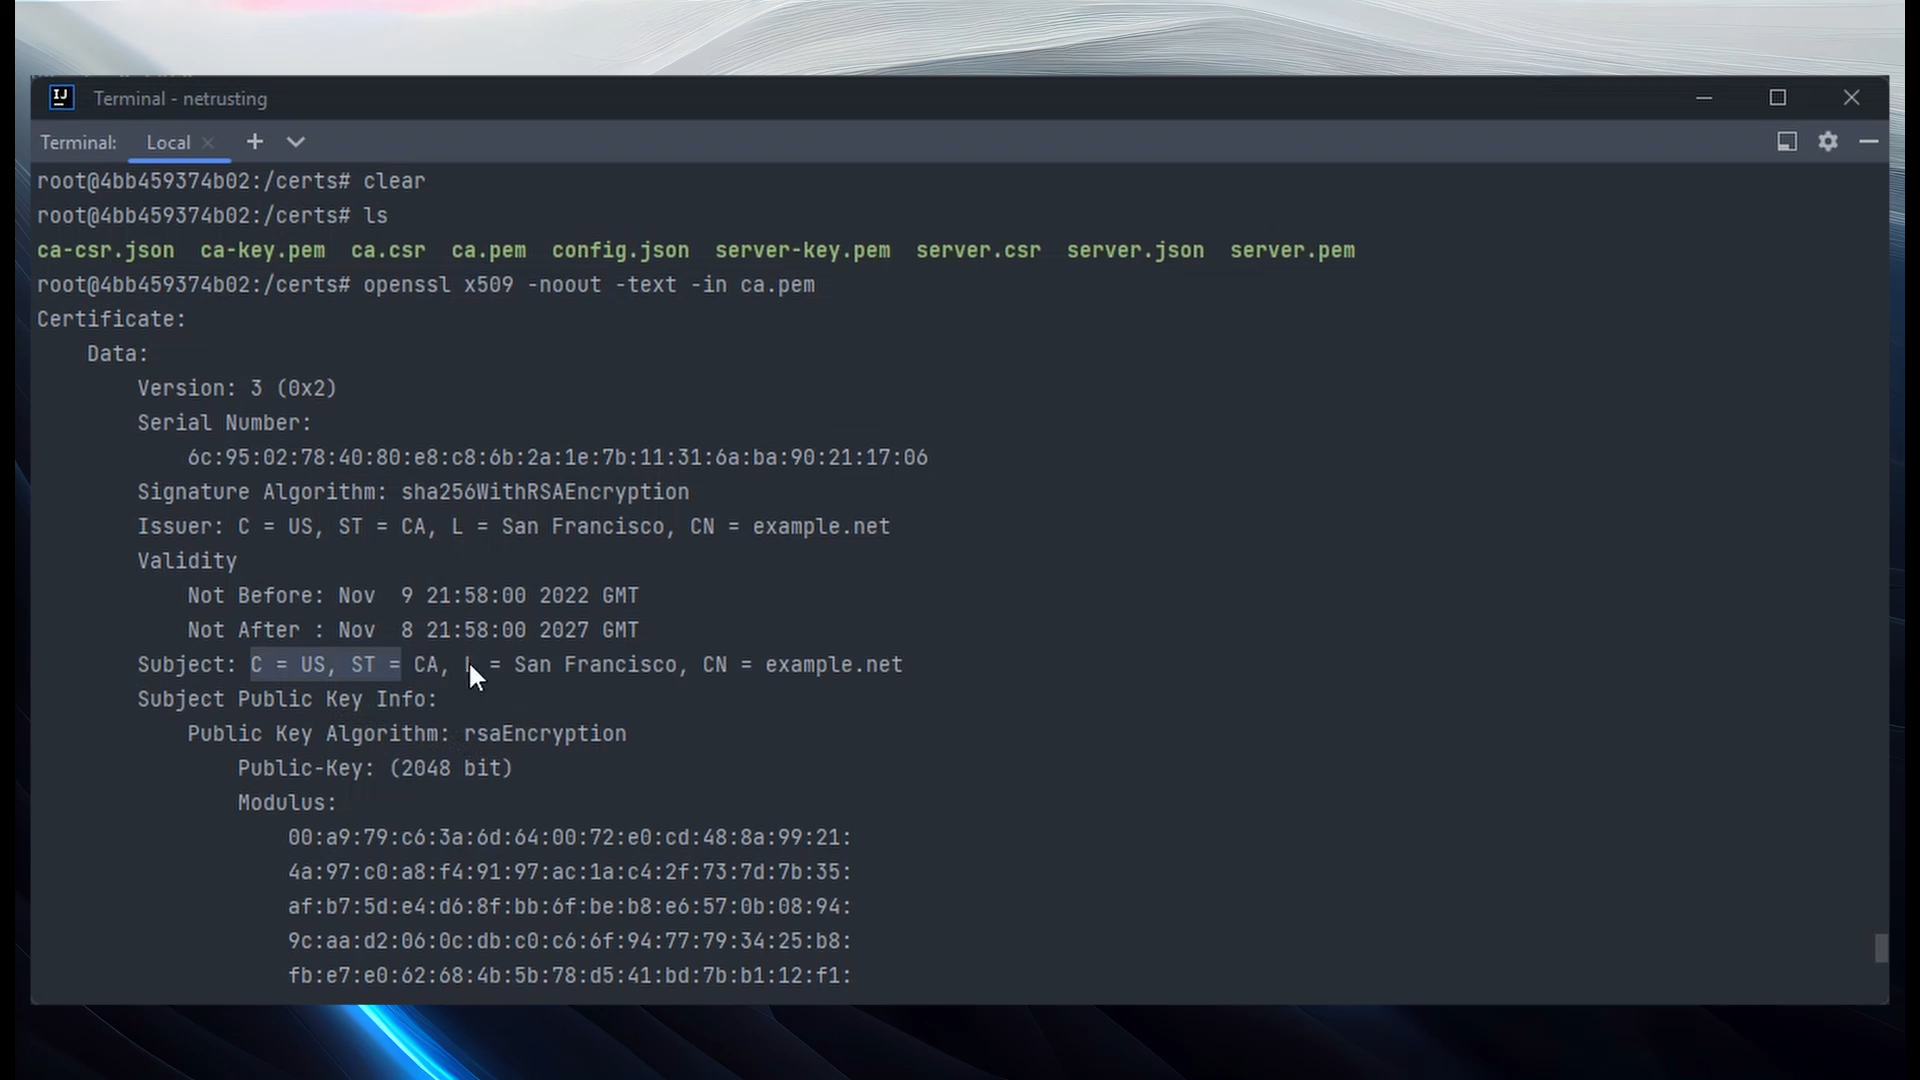 IJ Terminal - netrusting
Terminal: Local
root@4bb459374b02:/certs# clear
root@4bb459374b02:/certs# ls
ca-csr.json ca-key.pem ca.csr ca.pem config.json server-key.pem server.csr server.json server.pem
root@4bb459374b02:/certs# openssl x509 -noout -text -in ca.pem
Certificate:
Data:
Version: 3 (0x2)
Serial Number:
6c:95:02:78:40:80:e8:c8:6b:2a:1e:7b:11:31:6a:ba:90:21:17:06
Signature Algorithm: sha256WithRSAEncryption
Issuer: C = US, ST = CA, L = San Francisco, CN = example.net
Validity
Not Before: Nov  9 21:58:00 2022 GMT
Not After : Nov  8 21:58:00 2027 GMT
Subject: C = US, ST = CA, L = San Francisco, CN = example.net
Subject Public Key Info:
Public Key Algorithm: rsaEncryption
Public-Key: (2048 bit)
Modulus:
00:a9:79:c6:3a:6d:64:00:72:e0:cd:48:8a:99:21:
4a:97:c0:a8:f4:91:97:ac:1a:c4:2f:73:7d:7b:35:
af:b7:5d:e4:d6:8f:bb:6f:be:b8:e6:57:0b:08:94:
9c:aa:d2:06:0c:db:c0:c6:6f:94:77:79:34:25:b8:
fb:e7:e0:62:68:4b:5b:78:d5:41:bd:7b:b1:12:f1: